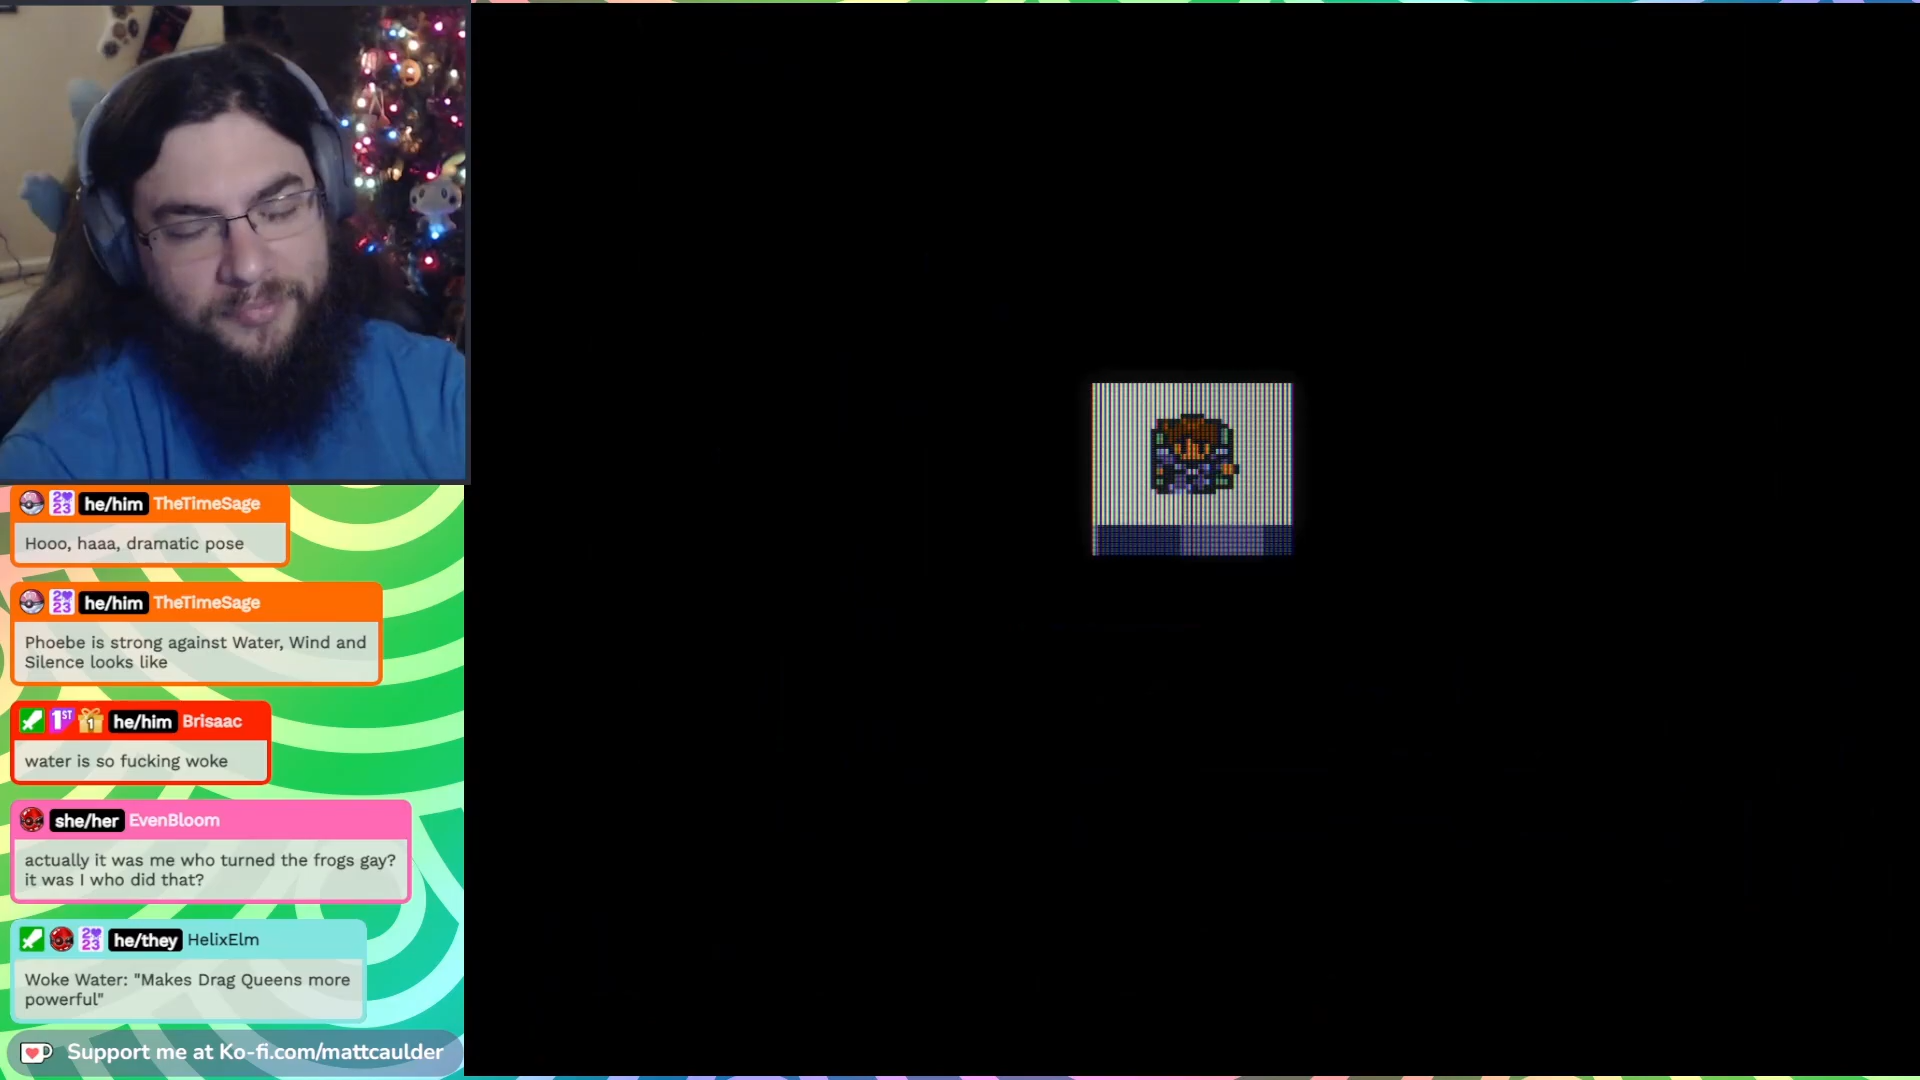 he/him TheTimeSage
Hooo, haaa, dramatic pose
he/him TheTimeSage
Phoebe is strong against Water, Wind and
Silence looks like
1ST 1 he/him Brisaac
water is so fucking woke
she/her EvenBloom
actually it was me who turned the frogs gay?
it was I who did that?
he/they HelixElm
Woke Water: "Makes Drag Queens more
powerful"
Support me at Ko-fi.com/mattcaulder